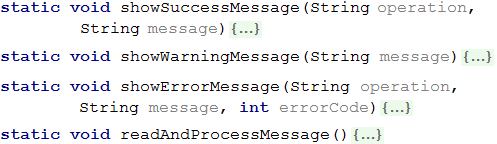 static void showSuccessMessage(String operation,
String message){...}
static void showWarningMessage(String message){...}
static void showErrorMessage(String operation,
String message, int errorCode){...}
static void readAndProcessMessage(){...}